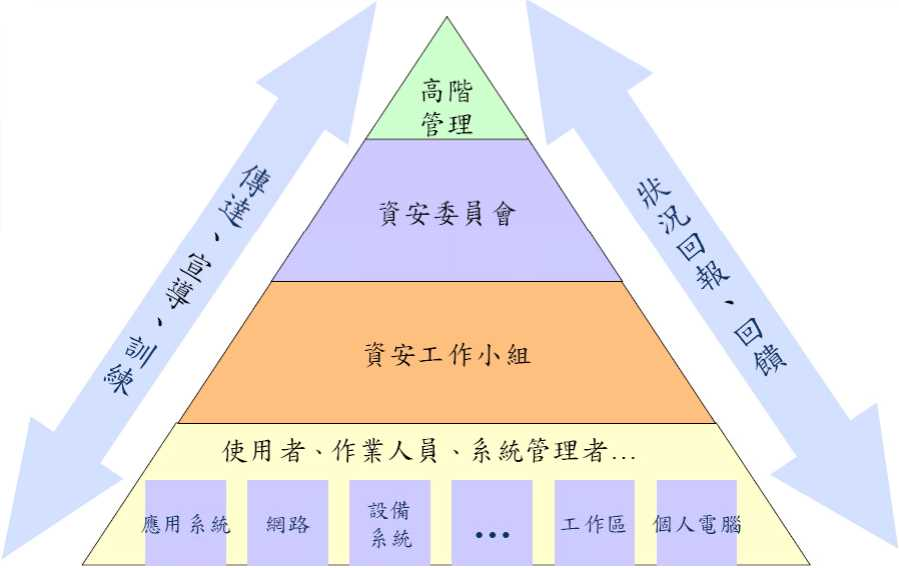 高階
管理
資安委員會
傳達、宣導、訓練
狀況回報、回饋
資安工作小組
使用者、作業人員、系統管理者...
應用系統
網路
設備
系統
...
工作區
個人電腦